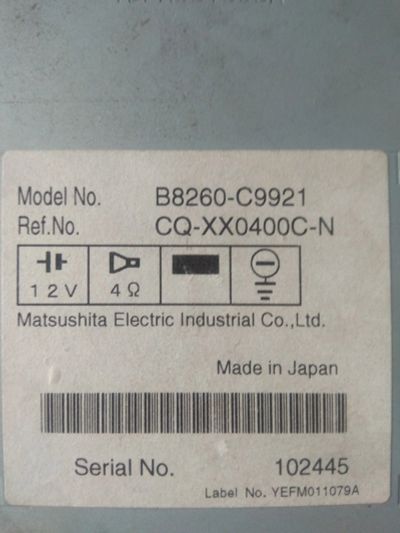 Model No. B8260-C9921
Ref.No. CQ-XX0400C-N
12V 4Ω
Matsushita Electric Industrial Co.,Ltd.
Made in Japan
Serial No. 102445
Label No. YEFM011079A